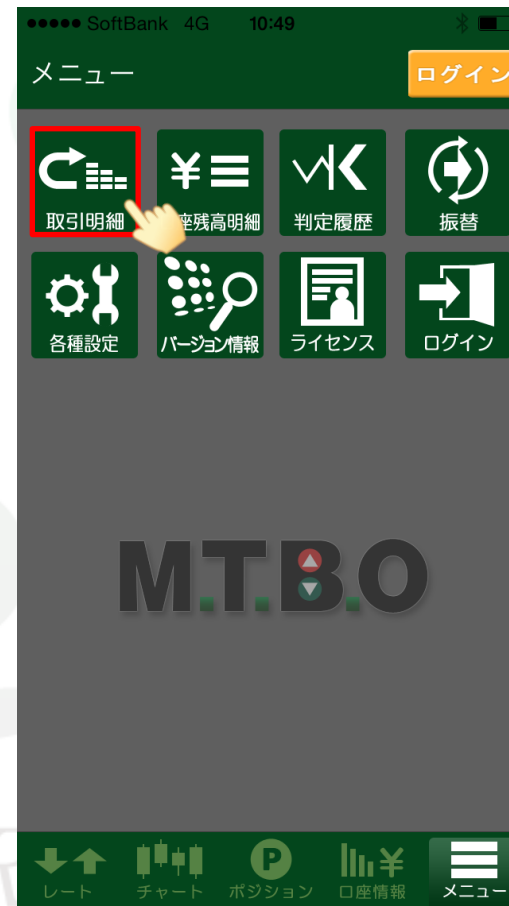 ●●●●● SoftBank 4G 10:49
メニュー
ログイン
取引明細
座残高明細
判定履歴
振替
各種設定
バージョン情報
ライセンス
ログイン
M.T.B.O
レート
チャート
ポジション
口座情報
メニュー